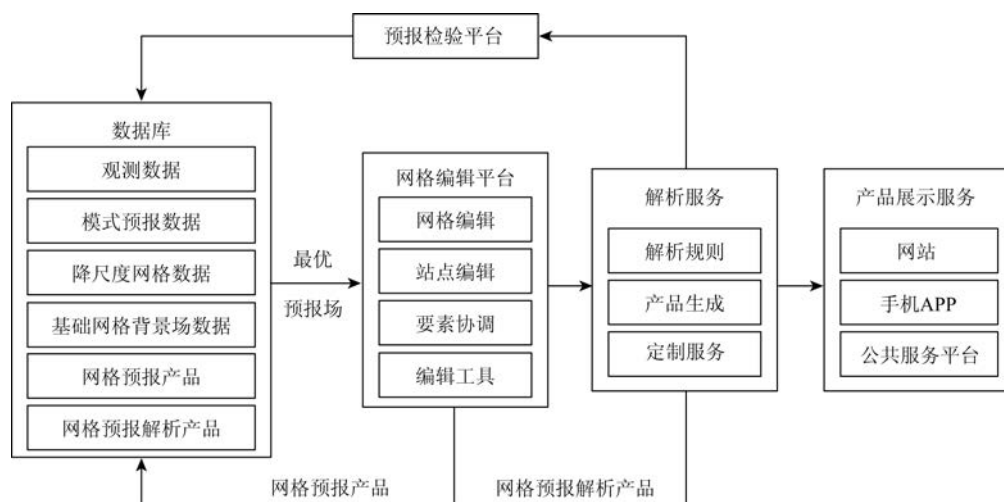 预报检验平台
数据库
观测数据
模式预报数据
降尺度网格数据
基础网格背景场数据
网格预报产品
网格预报解析产品
最优
预报场
网格编辑平台
网格编辑
站点编辑
要素协调
编辑工具
解析服务
解析规则
产品生成
定制服务
产品展示服务
网站
手机APP
公共服务平台
网格预报产品
网格预报解析产品